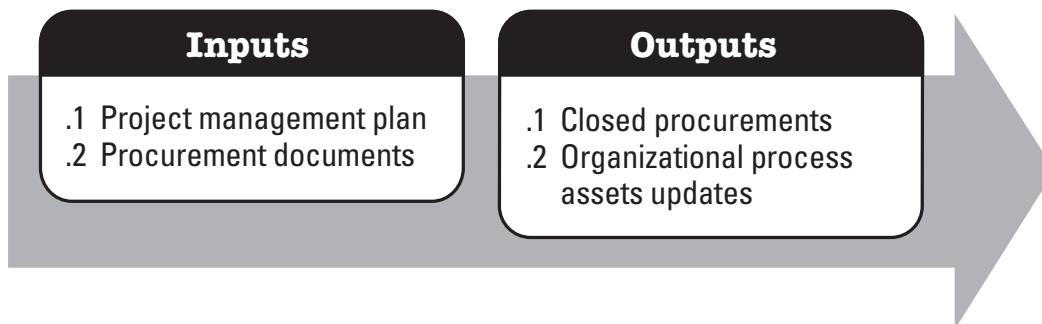 Inputs
.1 Project management plan
.2 Procurement documents
Outputs
.1 Closed procurements
.2 Organizational process
assets updates